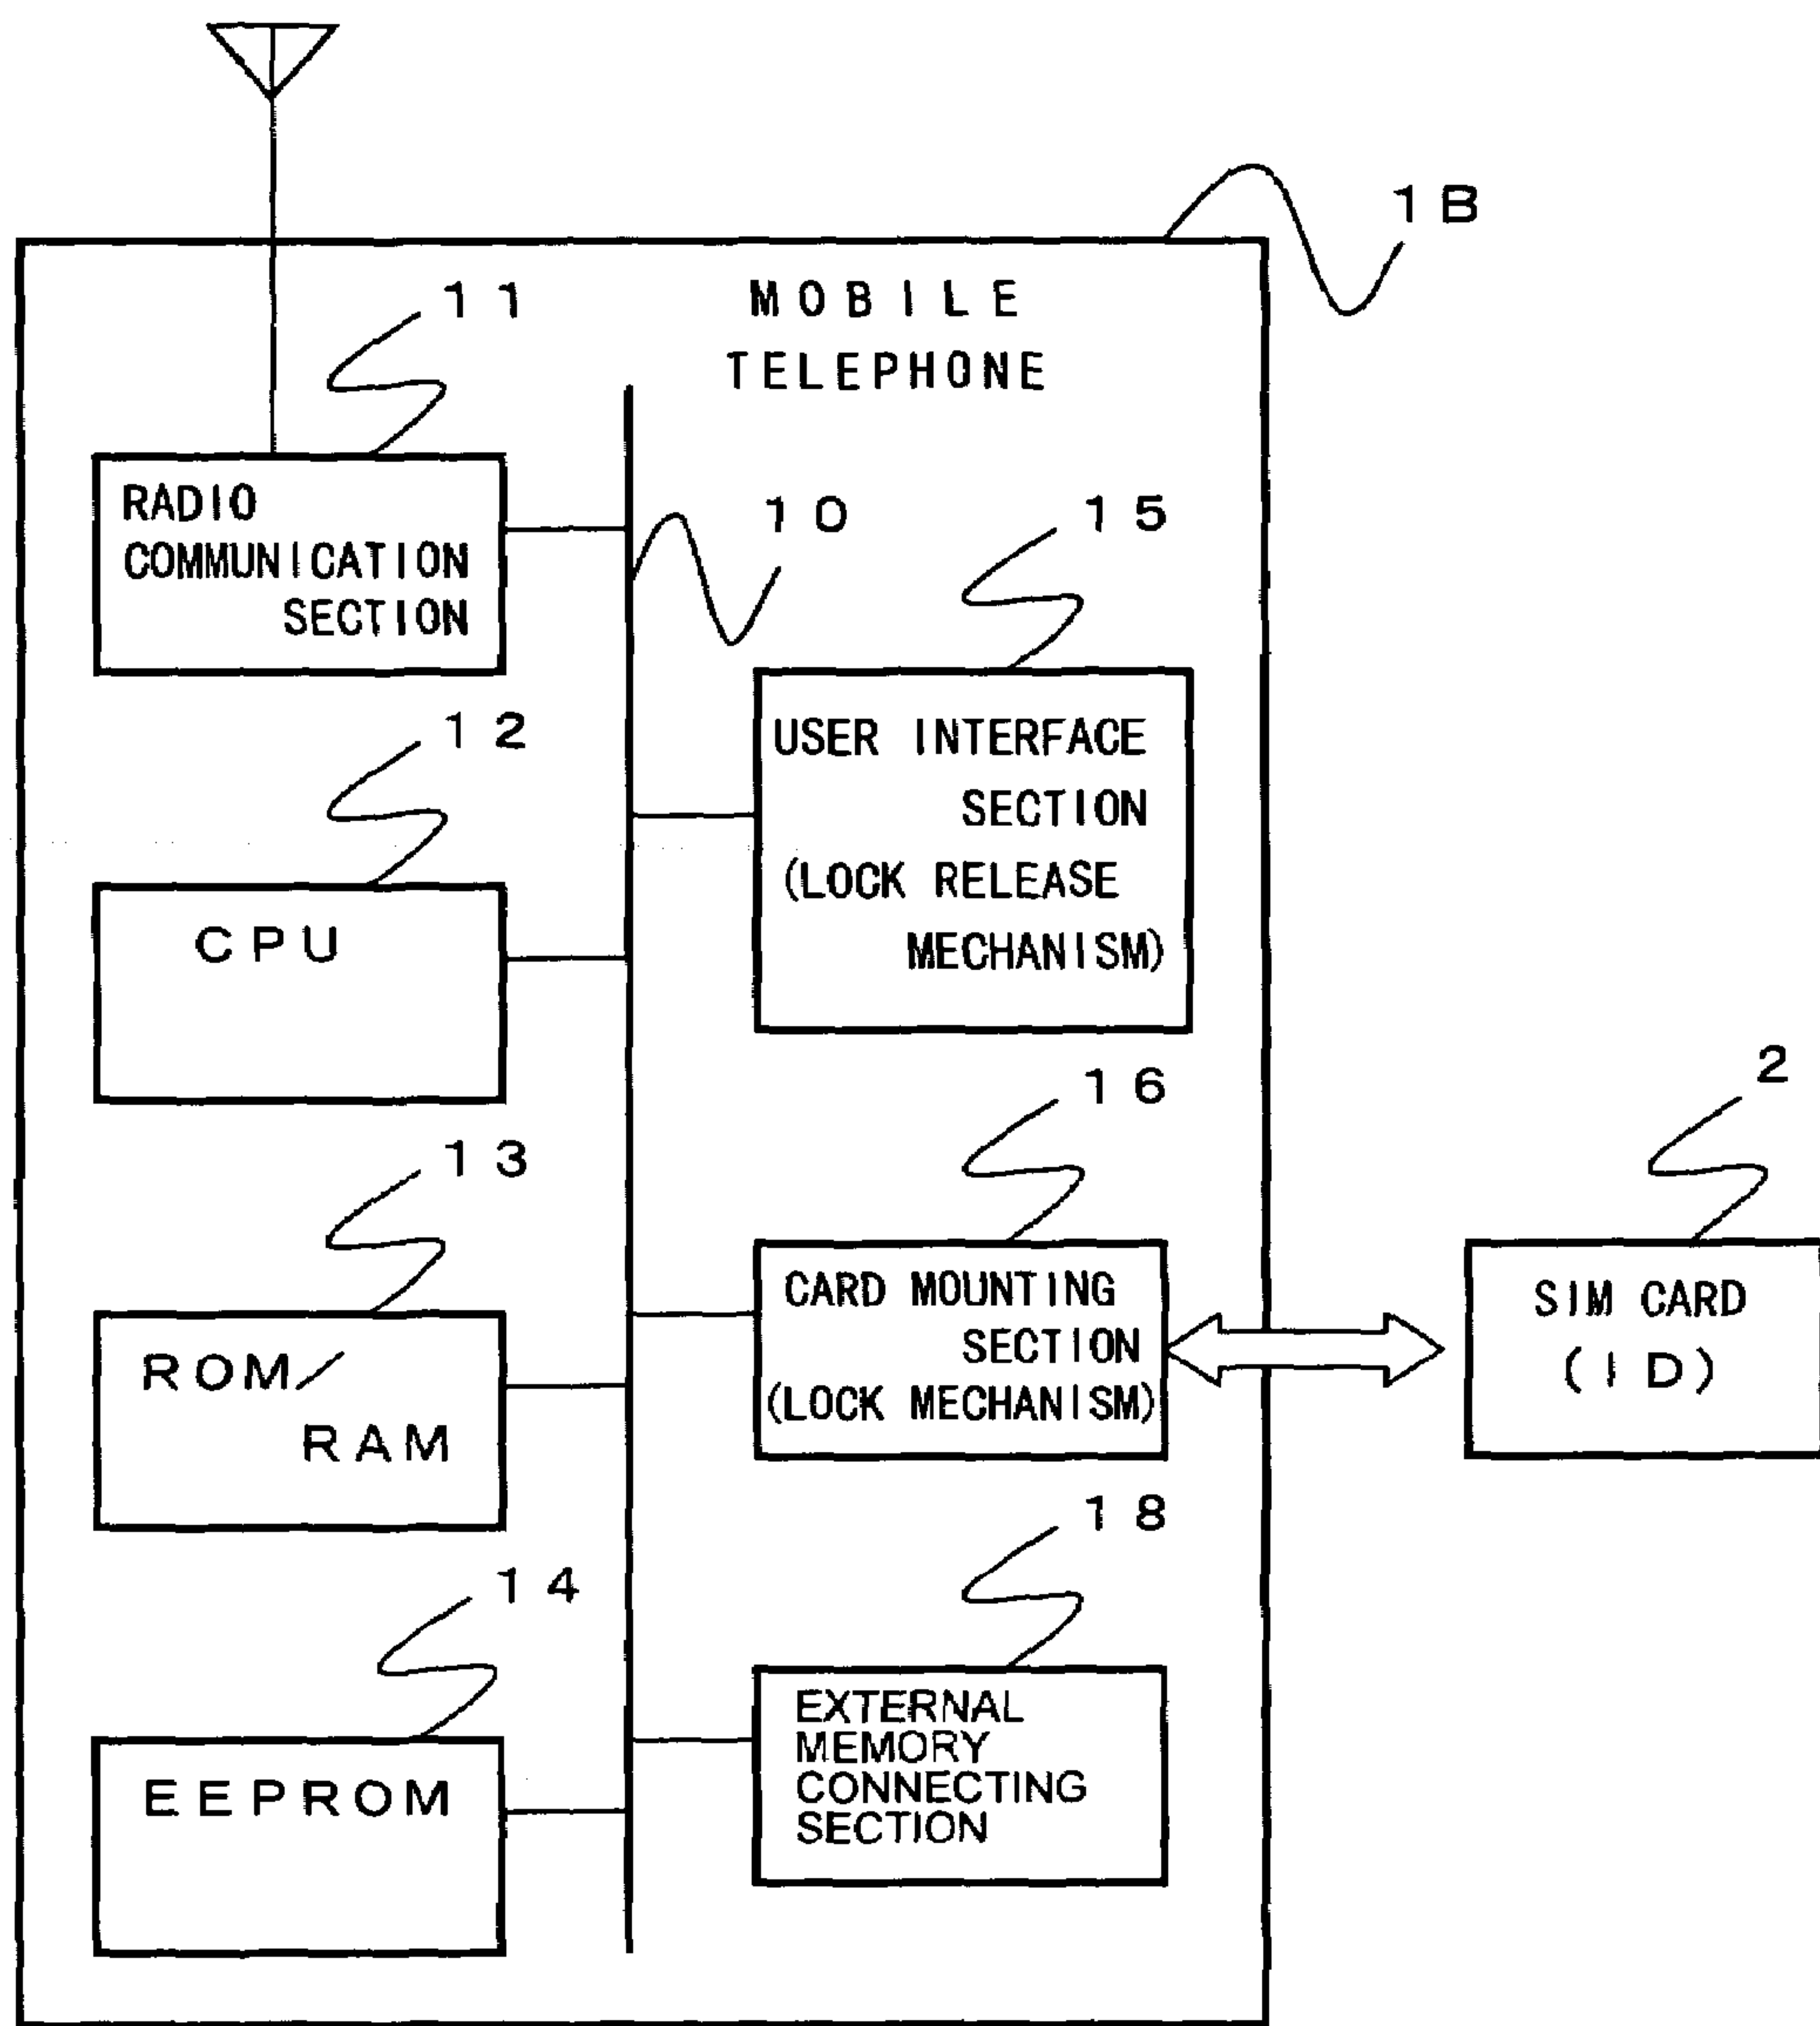 1B
MOBILE
TELEPHONE
11
RADIO
COMMUNICATION
SECTION
10
15
USER INTERFACE
SECTION
(LOCK RELEASE
MECHANISM)
12
CPU
16
CARD MOUNTING
SECTION
(LOCK MECHANISM)
2
SIM CARD
(ID)
13
ROM/
RAM
18
EXTERNAL
MEMORY
CONNECTING
SECTION
14
EEPROM